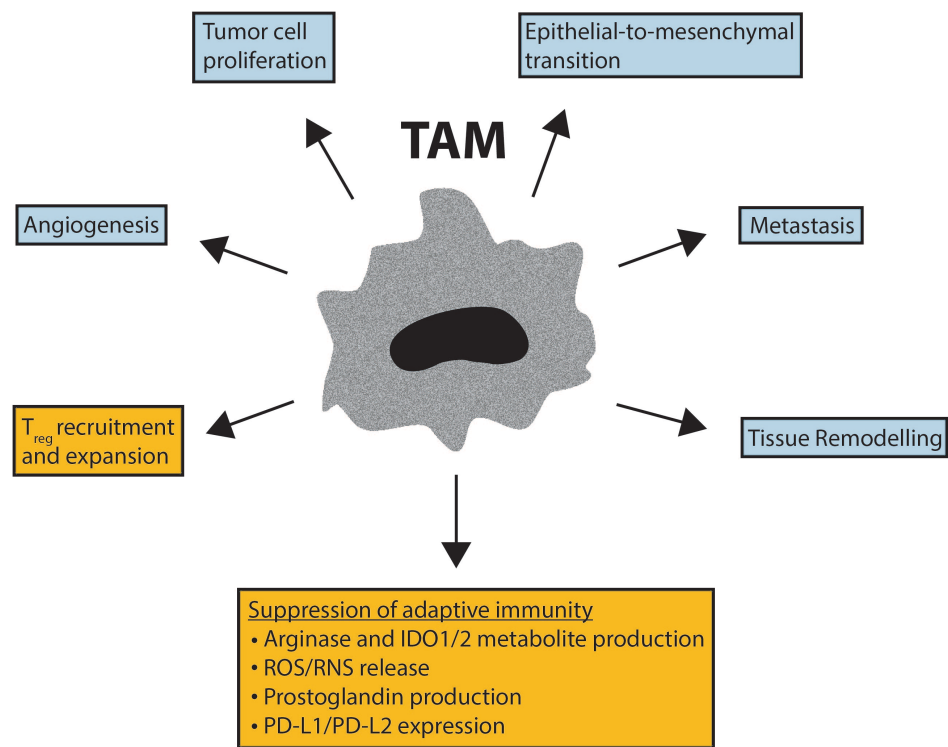 Tumor cell
proliferation
Epithelial-to-mesenchymal
transition
TAM
Angiogenesis
Metastasis
T reg recruitment
and expansion
Tissue Remodelling
Suppression of adaptive immunity
• Arginase and IDO1/2 metabolite production
• ROS/RNS release
• Prostoglandin production
• PD-L1/PD-L2 expression